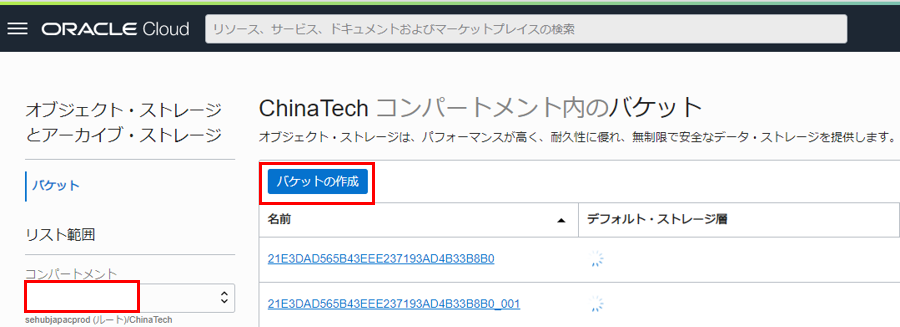 ORACLE Cloud
リソース、サービス、ドキュメントおよびマーケットプレイスの検索
オブジェクト・ストレージ
とアーカイブ・ストレージ
バケット
リスト範囲
コンパートメント
sehubjapacprod (ルート)/ChinaTech
ChinaTech コンパートメント内のバケット
オブジェクト・ストレージは、パフォーマンスが高く、耐久性に優れ、無制限で安全なデータ・ストレージを提供します。
バケットの作成
名前
デフォルト・ストレージ層
21E3DAD565B43EEE237193AD4B33B8B0
21E3DAD565B43EEE237193AD4B33B8B0_001